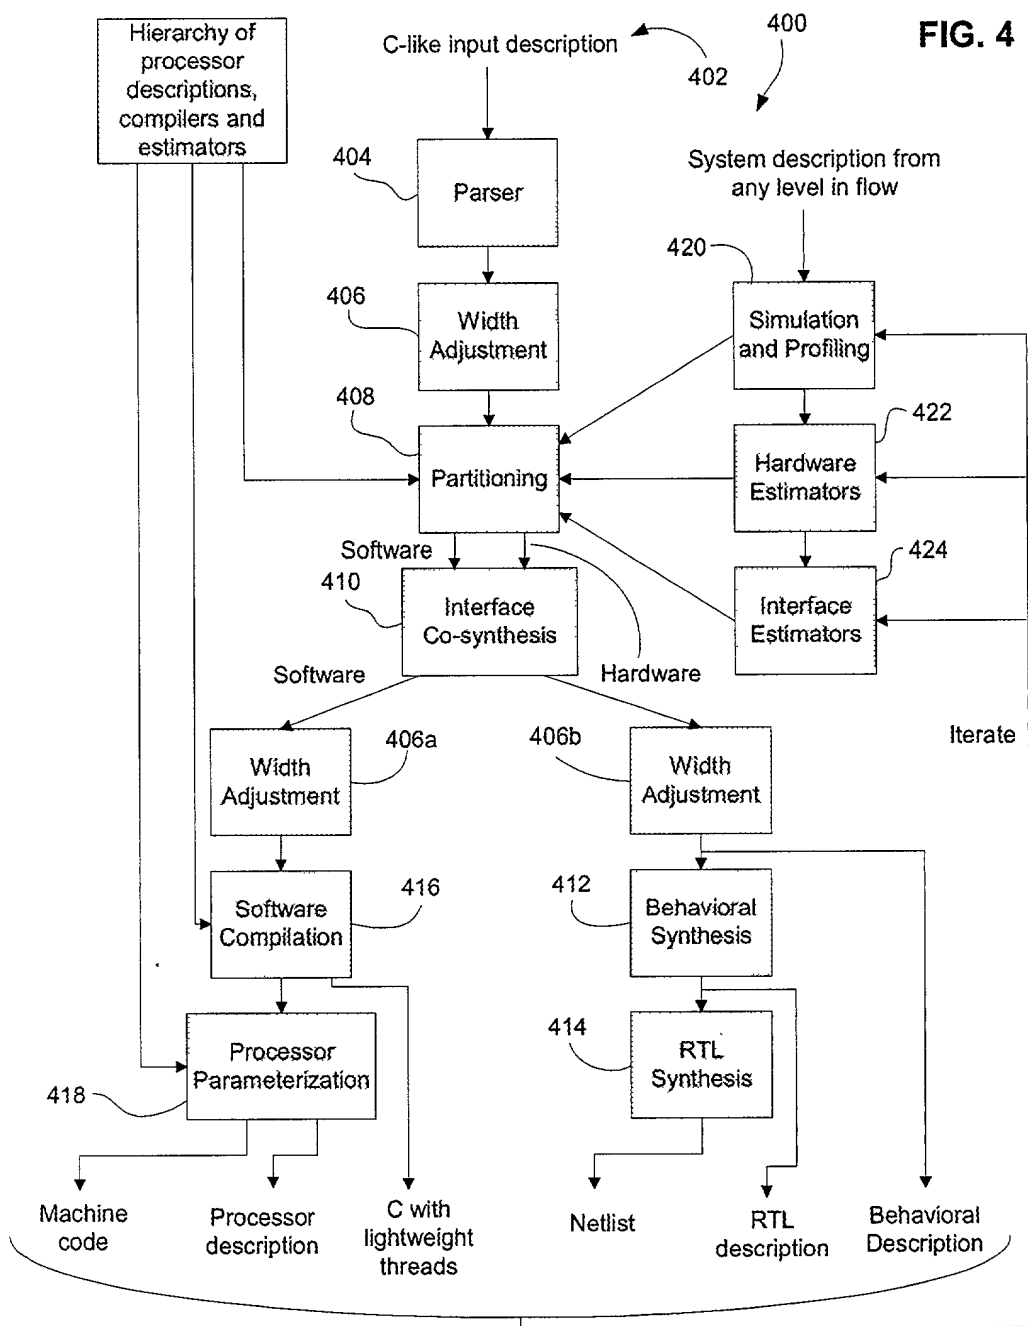 FIG. 4
400
Hierarchy of
processor
descriptions,
compilers and
estimators
C-like input description
402
404
Parser
System description from
any level in flow
420
406
Width
Adjustment
Simulation
and Profiling
408
Partitioning
422
Hardware
Estimators
Software
410
Interface
Co-synthesis
424
Interface
Estimators
Software
Hardware
Iterate
406a
Width
Adjustment
406b
Width
Adjustment
416
Software
Compilation
412
Behavioral
Synthesis
418
Processor
Parameterization
414
RTL
Synthesis
Machine
code
Processor
description
C with
lightweight
threads
Netlist
RTL
description
Behavioral
Description